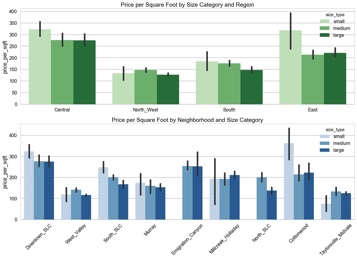 Price per Square Foot by Size Category and Region
400
350
300
250
200
150
100
50
0
price_per_sqft
size_type
small
medium
large
Central
North_West
South
East
Price per Square Foot by Neighborhood and Size Category
400
300
200
100
0
price_per_sqft
size_type
small
medium
large
Downtown_SLC
West_Valley
South_SLC
Murray
Emigration_Canyon
Millcreek_Holladay
North_SLC
Cottonwood
Taylorsville_Midvale